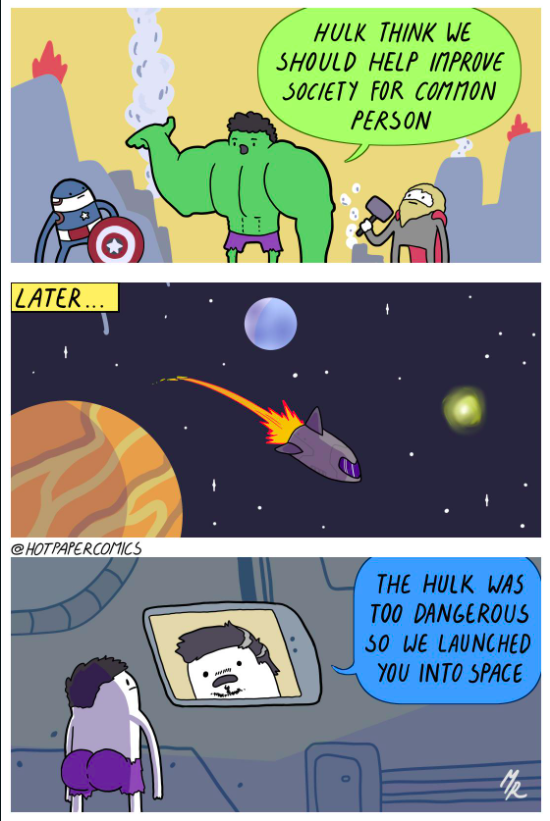 HULK THINK WE
SHOULD HELP IMPROVE
SOCIETY FOR COMMON
PERSON
LATER...
@HOTPAPERCOMICS
THE HULK WAS
TOO DANGEROUS
SO WE LAUNCHED
YOU INTO SPACE
MR